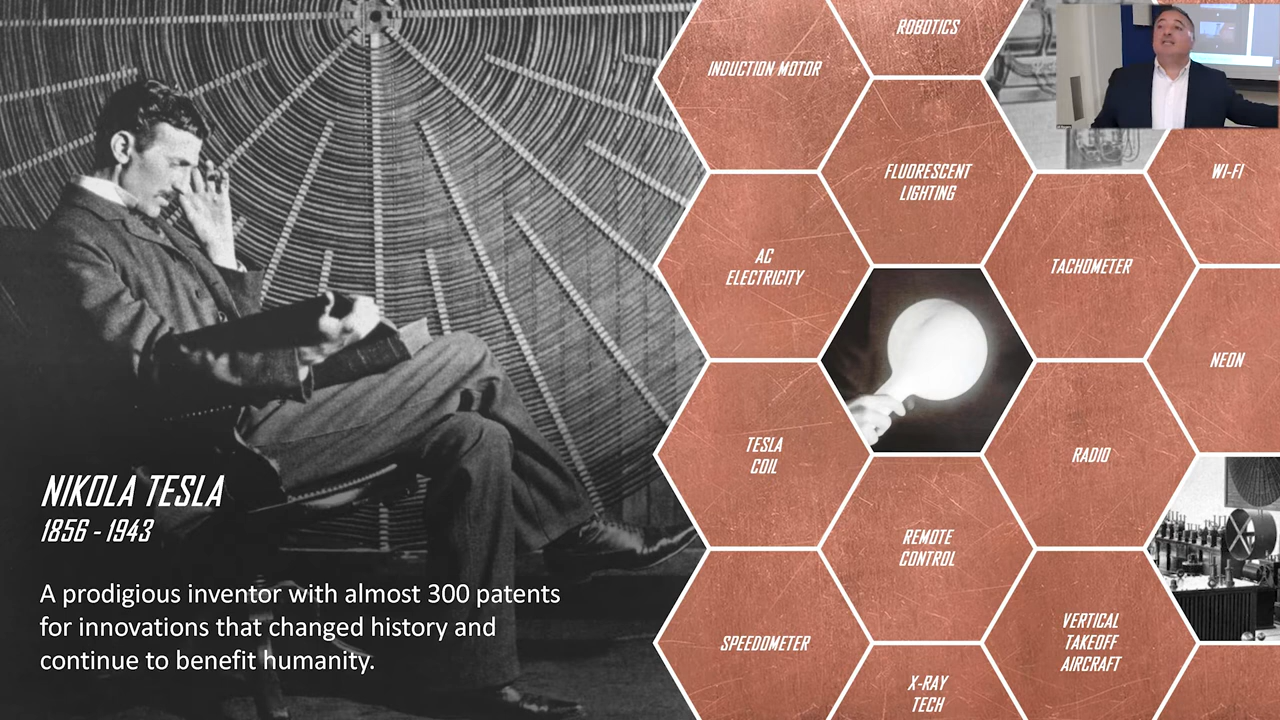 NIKOLA TESLA
1856 - 1943
A prodigious inventor with almost 300 patents
for innovations that changed history and
continue to benefit humanity.
ROBOTICS
INDUCTION MOTOR
FLUORESCENT
LIGHTING
WI-FI
AC
ELECTRICITY
TACHOMETER
NEON
TESLA
COIL
RADIO
REMOTE
CONTROL
SPEEDOMETER
VERTICAL
TAKEOFF
AIRCRAFT
X-RAY
TECH